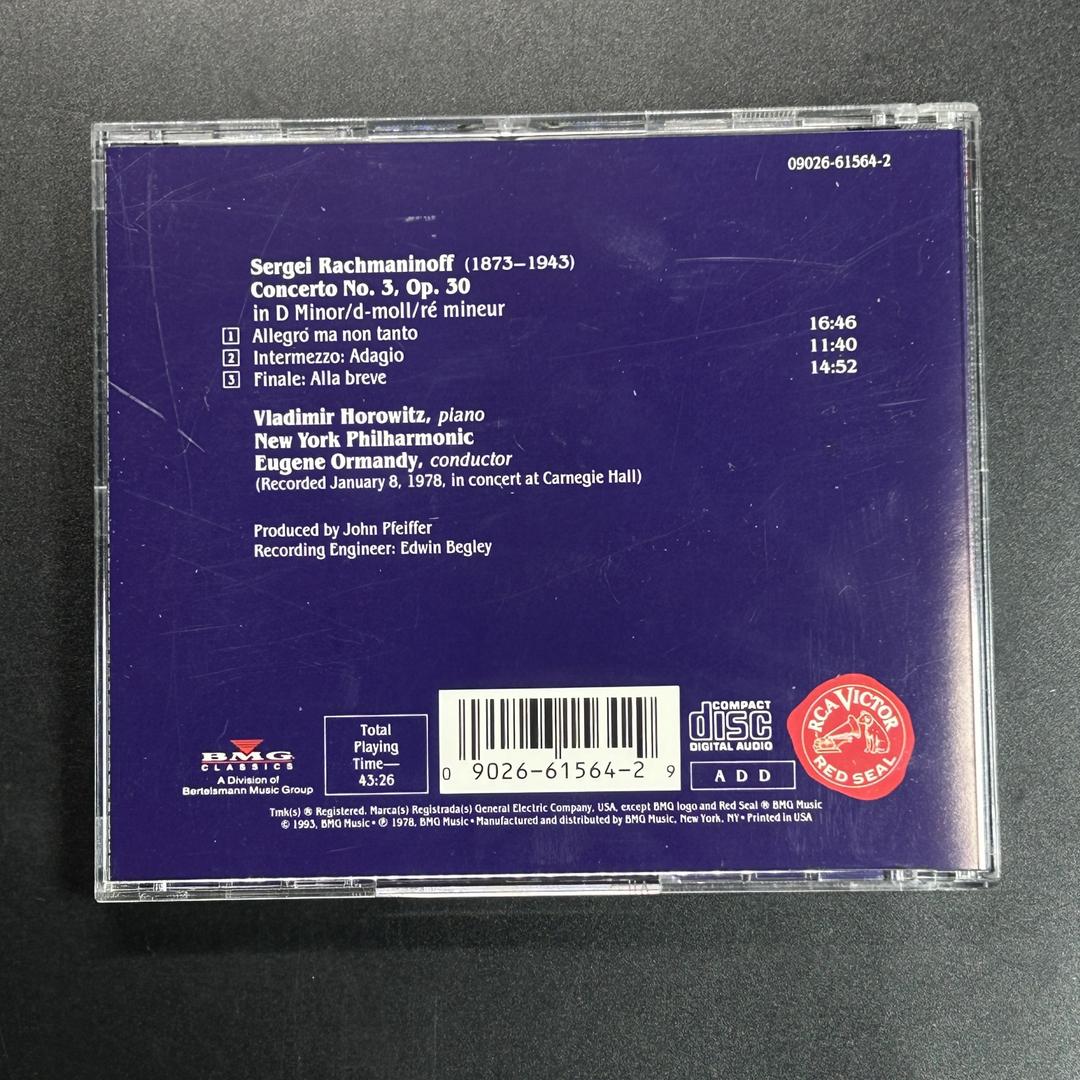 09026-61564-2
Sergei Rachmaninoff (1873–1943)
Concerto No. 3, Op. 30
in D Minor/d-moll/ré mineur
1 Allegro ma non tanto 16:46
2 Intermezzo: Adagio 11:40
3 Finale: Alla breve 14:52
Vladimir Horowitz, piano
New York Philharmonic
Eugene Ormandy, conductor
(Recorded January 8, 1978, in concert at Carnegie Hall)
Produced by John Pfeiffer
Recording Engineer: Edwin Begley
BMG
CLASSICS
A Division of
Bertelsmann Music Group
Total
Playing
Time—
43:26
0 9026-61564-2 9
COMPACT
disc
DIGITAL AUDIO
A D D
RCA VICTOR
RED SEAL
Tmk(s) ® Registered. Marca(s) Registrada(s) General Electric Company, USA, except BMG logo and Red Seal ® BMG Music
© 1993, BMG Music • ℗ 1978, BMG Music • Manufactured and distributed by BMG Music, New York, NY • Printed in USA